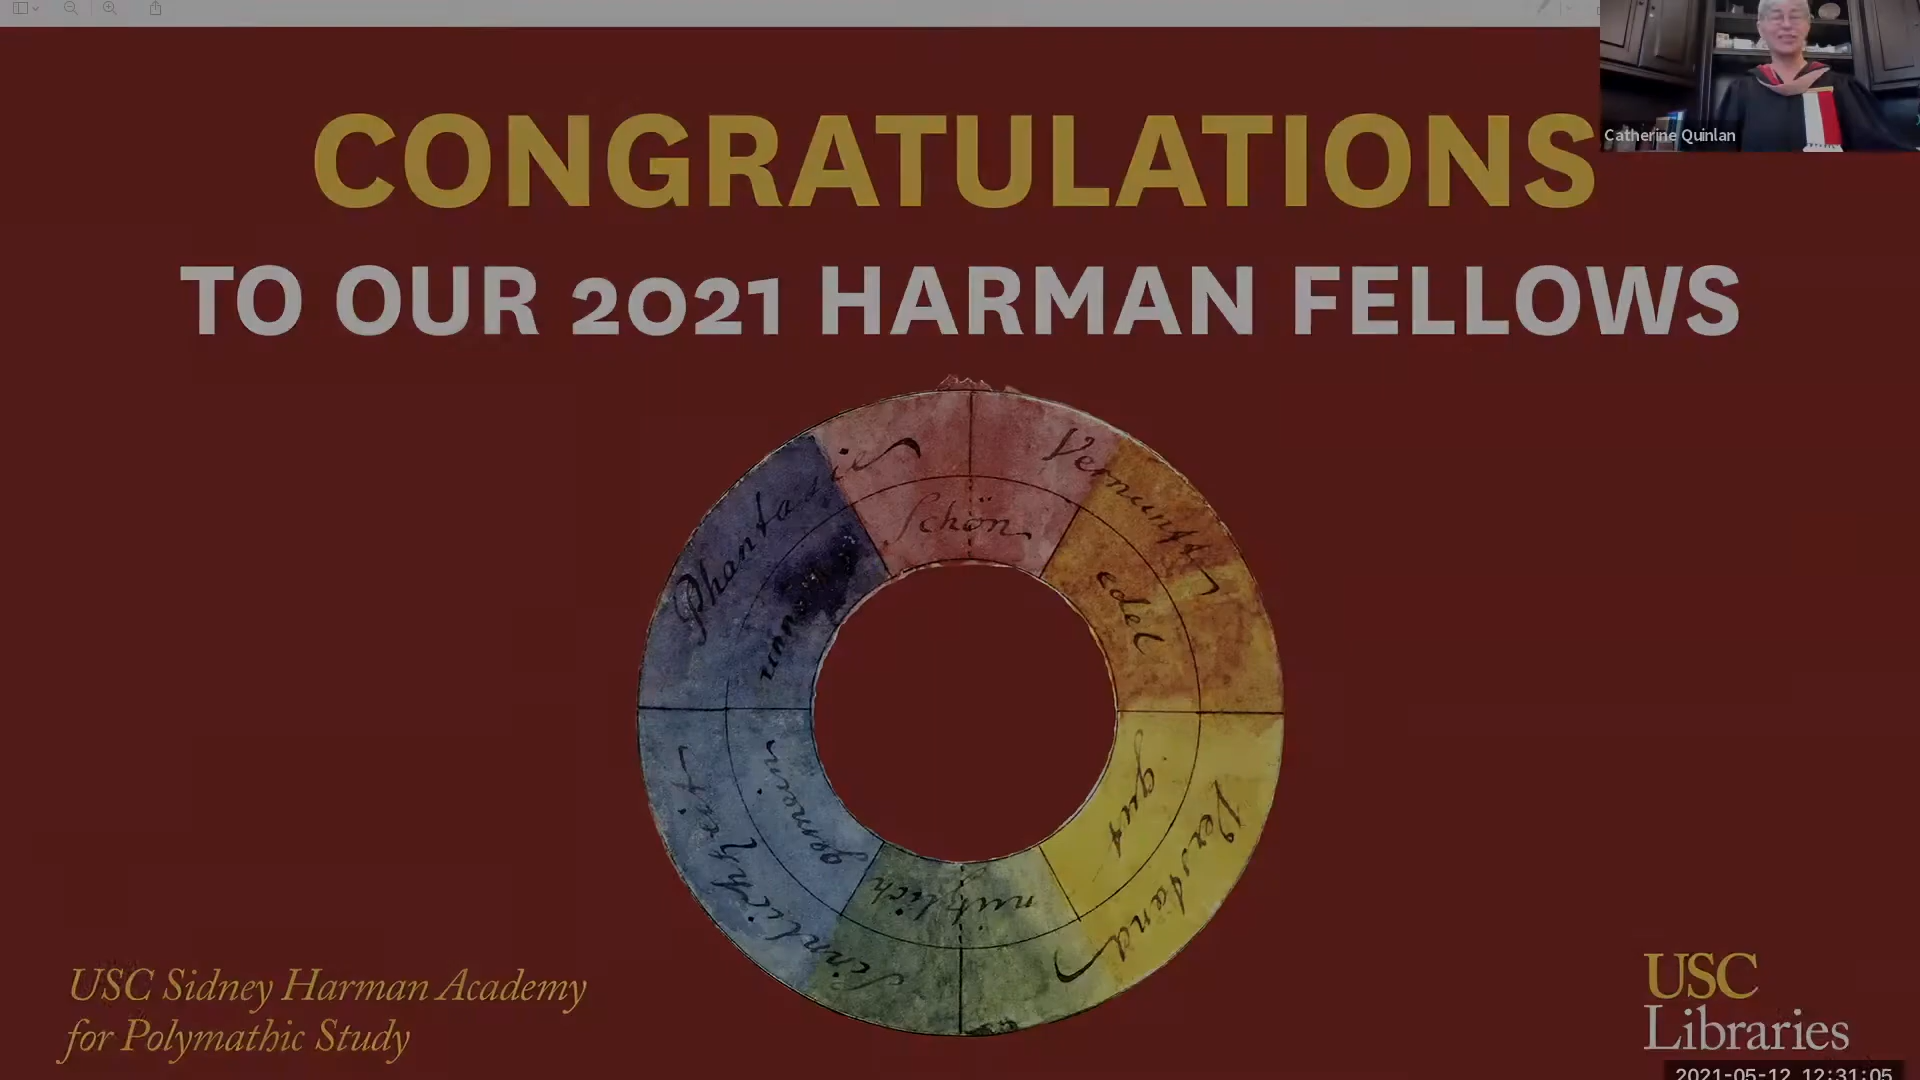 Catherine Quinlan
CONGRATULATIONS
TO OUR 2021 HARMAN FELLOWS
Phantasie
Vernunft
Schön
edel
gut
Verstand
nützlich
Sinnlichkeit
gemein
USC Sidney Harman Academy
for Polymathic Study
USC
Libraries
2021-05-12 12:31:05